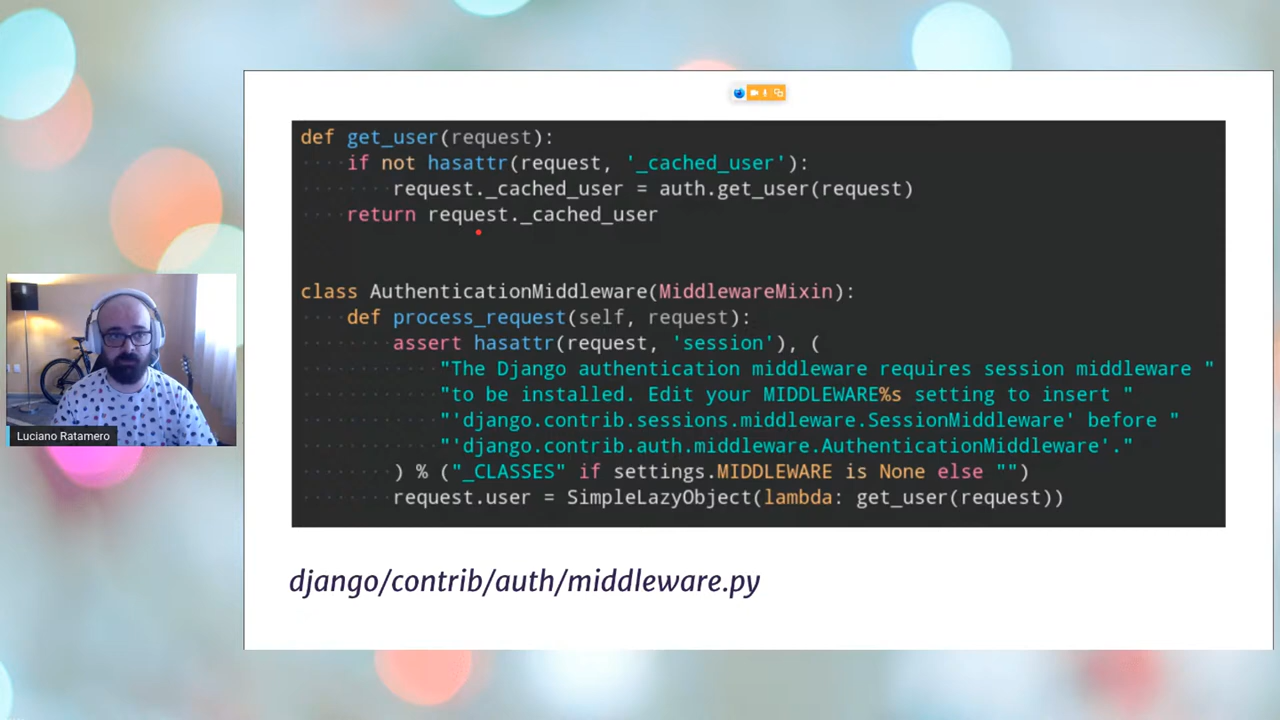 def get_user(request):
if not hasattr(request, '_cached_user'):
request._cached_user = auth.get_user(request)
return request._cached_user
class AuthenticationMiddleware(MiddlewareMixin):
def process_request(self, request):
assert hasattr(request, 'session'), (
"The Django authentication middleware requires session middleware "
"to be installed. Edit your MIDDLEWARE%s setting to insert "
"'django.contrib.sessions.middleware.SessionMiddleware' before "
"'django.contrib.auth.middleware.AuthenticationMiddleware'."
) % ("_CLASSES" if settings.MIDDLEWARE is None else "")
request.user = SimpleLazyObject(lambda: get_user(request))
django/contrib/auth/middleware.py
Luciano Ratamero